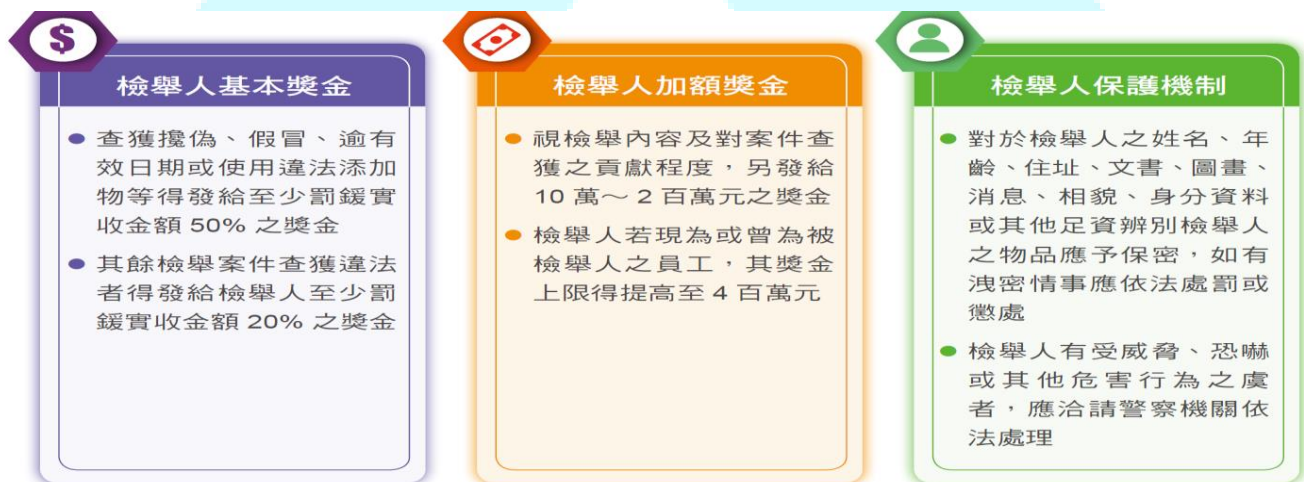 $
檢舉人基本獎金
● 查獲攙偽、假冒、逾有
效日期或使用違法添加
物等得發給至少罰鍰實
收金額 50% 之獎金
● 其餘檢舉案件查獲違法
者得發給檢舉人至少罰
鍰實收金額 20% 之獎金
檢舉人加額獎金
● 視檢舉內容及對案件查
獲之貢獻程度，另發給
10 萬～ 2 百萬元之獎金
● 檢舉人若現為或曾為被
檢舉人之員工，其獎金
上限得提高至 4 百萬元
檢舉人保護機制
● 對於檢舉人之姓名、年
齡、住址、文書、圖畫、
消息、相貌、身分資料
或其他足資辨別檢舉人
之物品應予保密，如有
洩密情事應依法處罰或
懲處
● 檢舉人有受威脅、恐嚇
或其他危害行為之虞
者，應洽請警察機關依
法處理